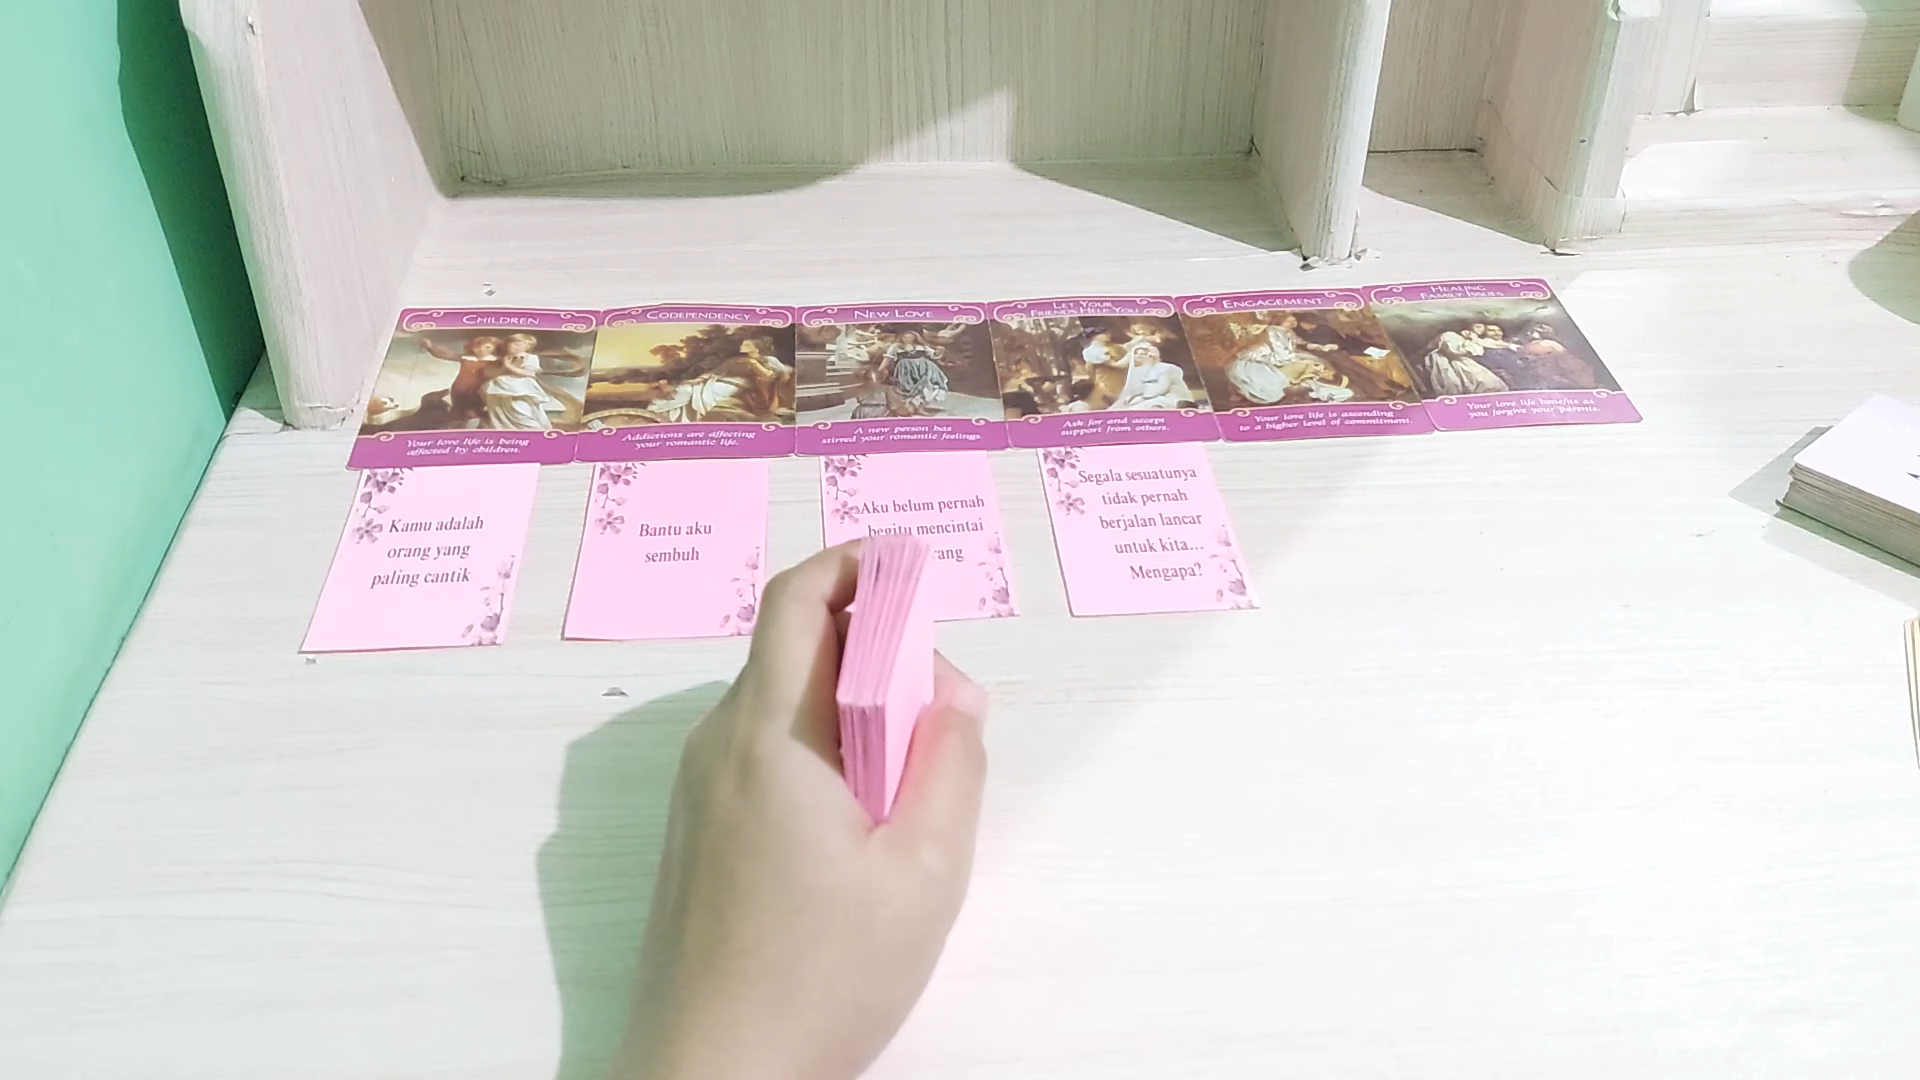 CHILDREN
Your love life is being
affected by children.
CODEPENDENCY
Addictions are affecting
your romantic life.
NEW LOVE
A new person has
stirred your romantic feelings.
LET YOUR
FRIENDS HELP YOU
Ask for and accept
support from others.
ENGAGEMENT
Your love life is ascending
to a higher level of commitment.
HEALING
FAMILY ISSUES
Your love life benefits as
you forgive your parents.
Kamu adalah
orang yang
paling cantik
Bantu aku
sembuh
Aku belum pernah
begitu mencintai
Segala sesuatunya
tidak pernah
berjalan lancar
untuk kita...
Mengapa?